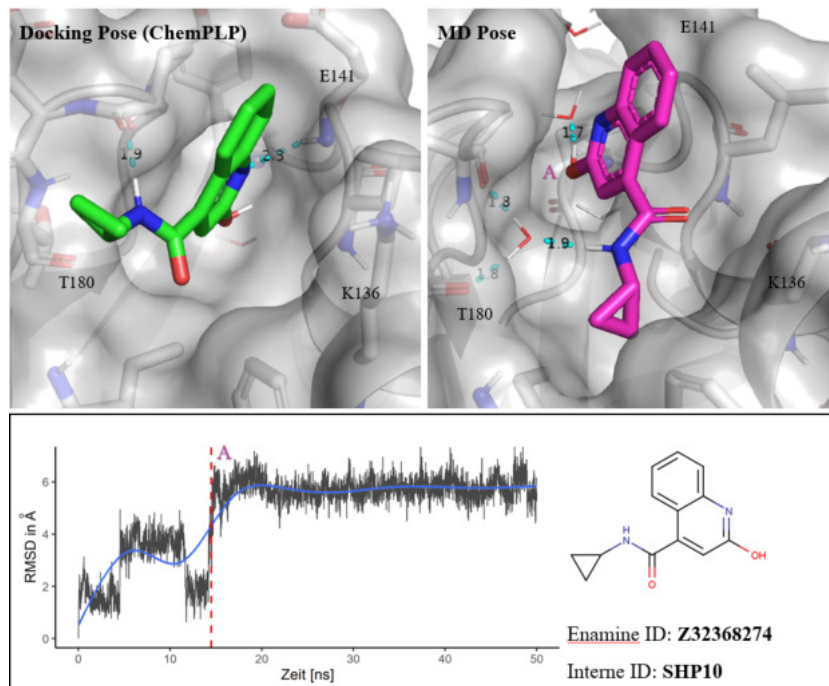 Docking Pose (ChemPLP)
E141
1.9
2.3
T180
K136
MD Pose
E141
1.7
A
1.8
1.9
1.8
T180
K136
A
RMSD in Å
6
4
2
0
0
10
20
30
40
50
Zeit [ns]
N
HN
O
OH
Enamine ID: Z32368274
Interne ID: SHP10